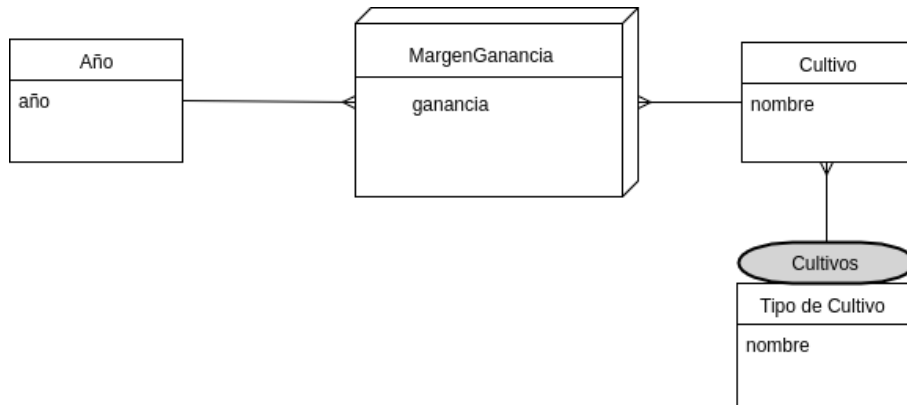 Año
año
MargenGanancia
ganancia
Cultivo
nombre
Cultivos
Tipo de Cultivo
nombre